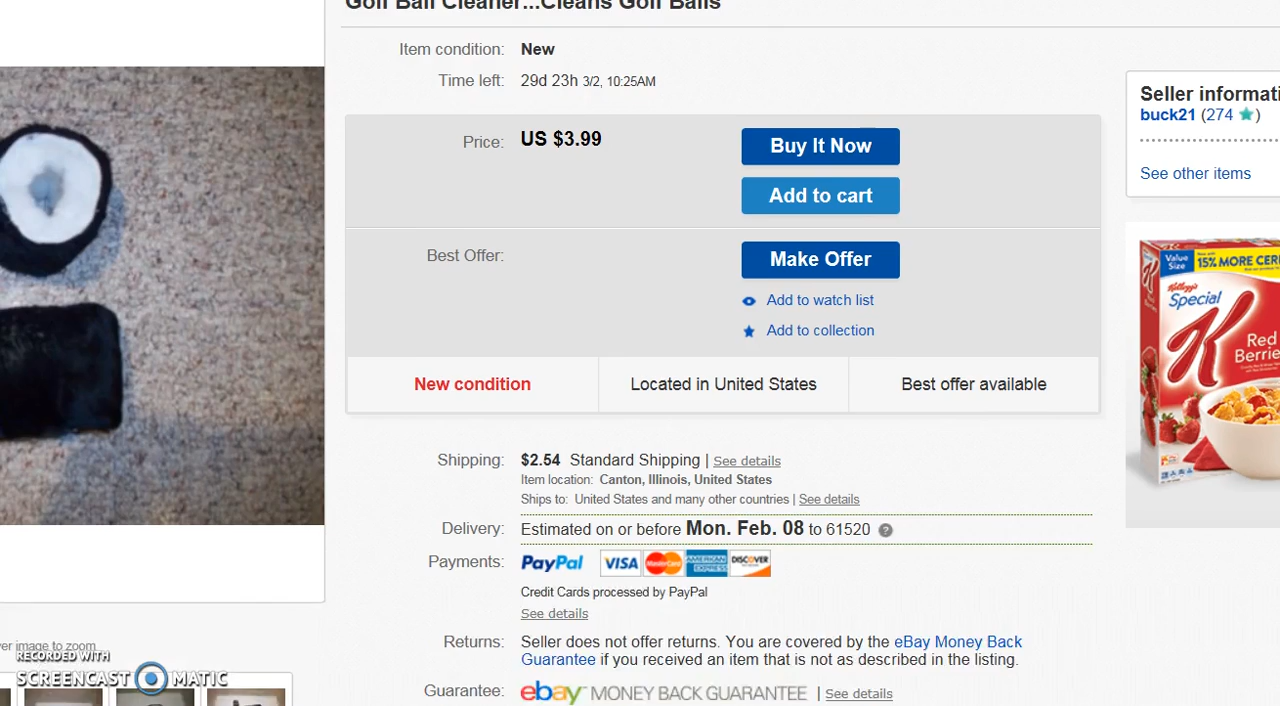 Golf Ball Cleaner...Cleans Golf Balls
Item condition: New
Time left: 29d 23h 3/2, 10:25AM
Price: US $3.99
Buy It Now
Add to cart
Best Offer:
Make Offer
Add to watch list
Add to collection
New condition
Located in United States
Best offer available
Shipping: $2.54 Standard Shipping | See details
Item location: Canton, Illinois, United States
Ships to: United States and many other countries | See details
Delivery: Estimated on or before Mon. Feb. 08 to 61520 ?
Payments: PayPal VISA MasterCard AMERICAN EXPRESS DISCOVER
Credit Cards processed by PayPal
See details
Returns: Seller does not offer returns. You are covered by the eBay Money Back
Guarantee if you received an item that is not as described in the listing.
Guarantee: ebay MONEY BACK GUARANTEE | See details
Seller informati
buck21 (274 )
See other items
Value
Size
15% MORE CER
Kellogg's
Special
K
Red
Berrie
er image to zoom
RECORDED WITH
SCREENCAST MATIC